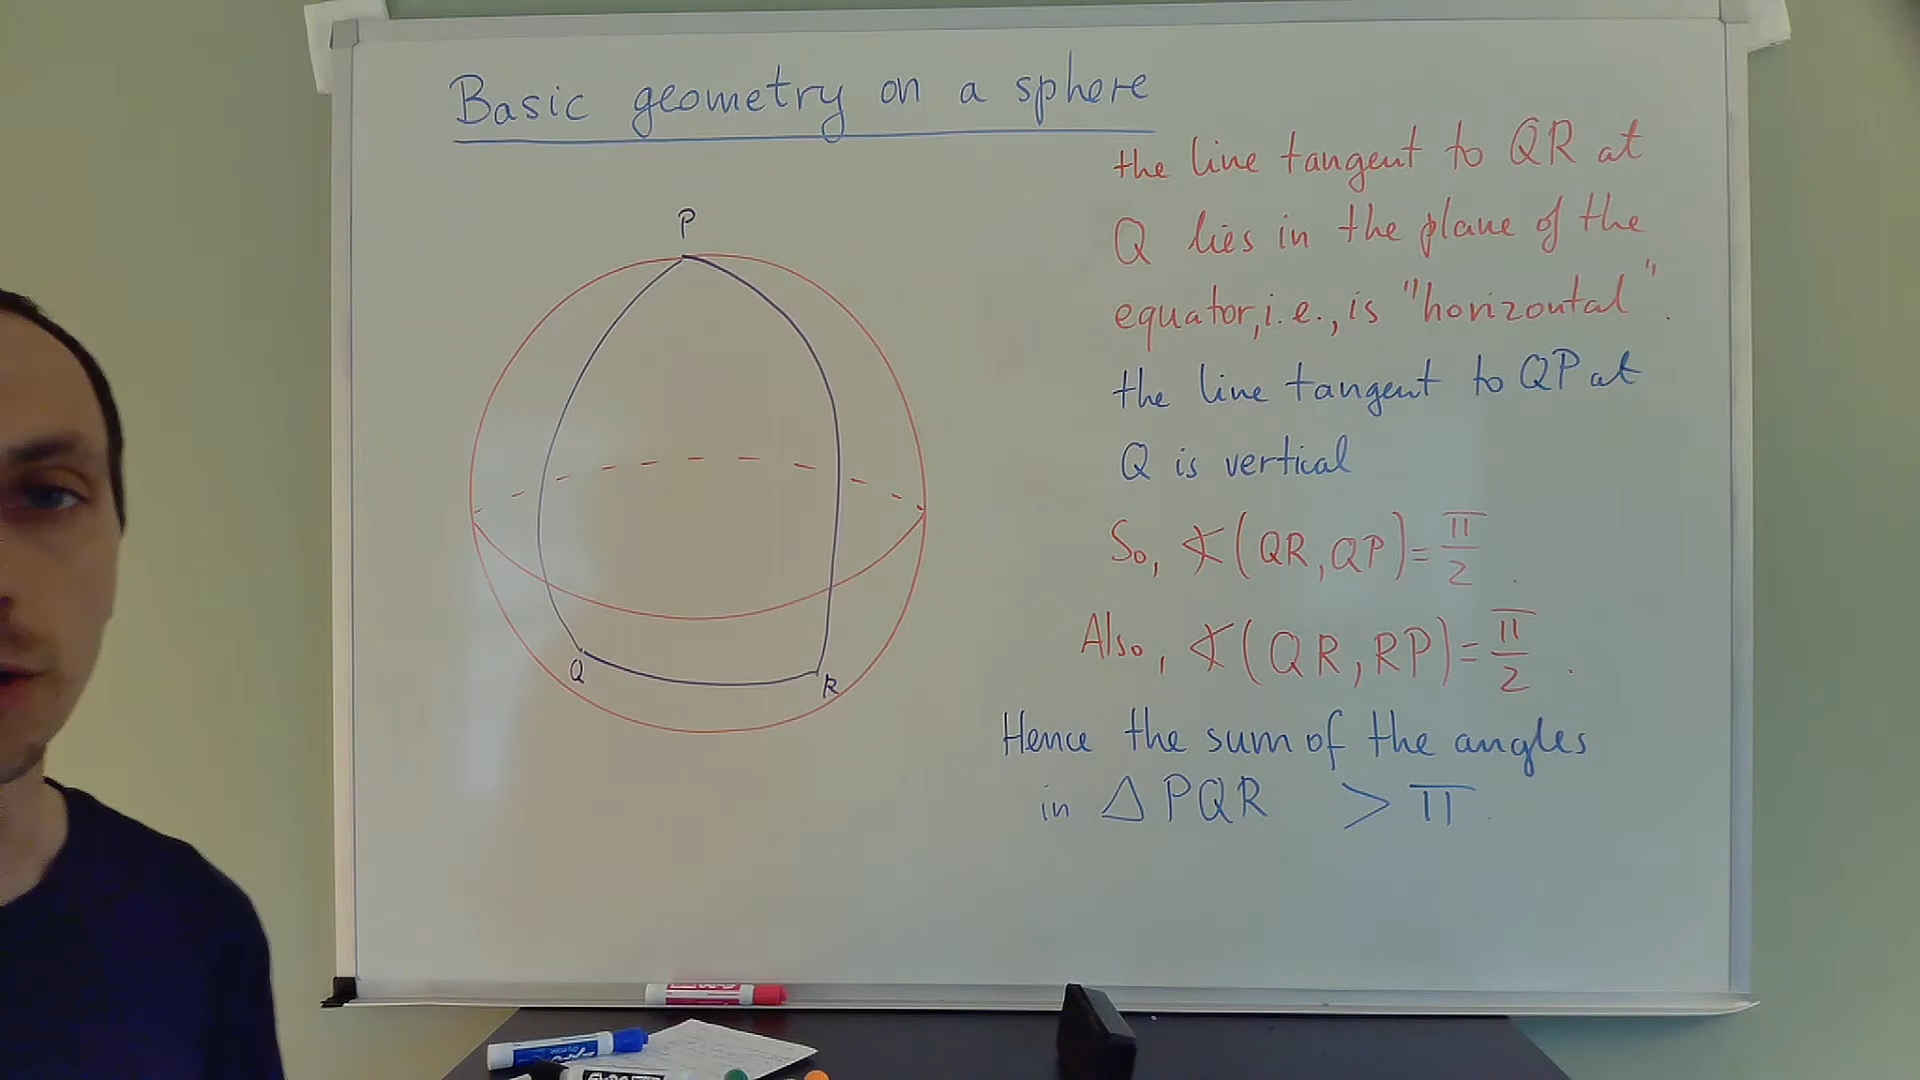 Basic geometry on a sphere
P
Q
R
the line tangent to QR at
Q lies in the plane of the
equator, i.e., is "horizontal".
the line tangent to QP at
Q is vertical
So, ∢(QR, QP) = π/2.
Also, ∢(QR, RP) = π/2.
Hence the sum of the angles
in Δ PQR > π.